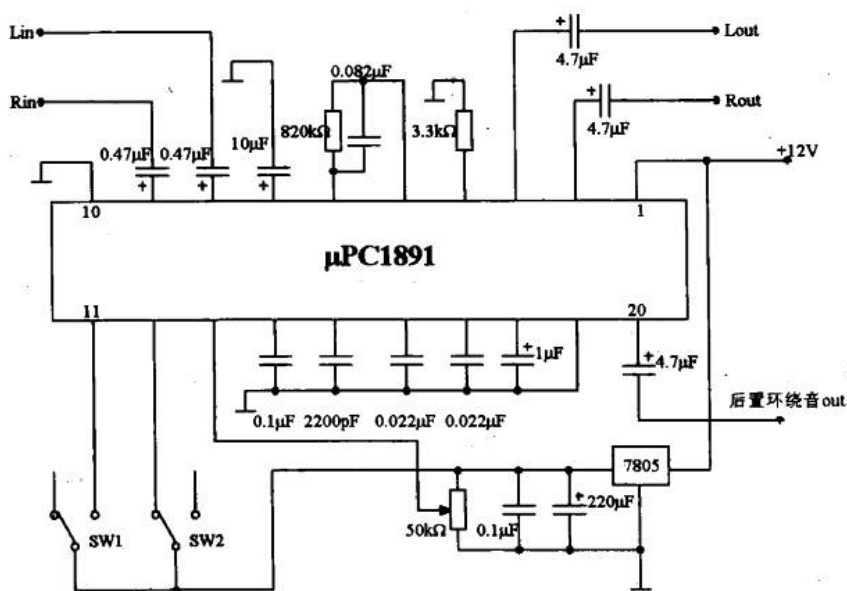 Lin
Lout
4.7μF
0.082μF
Rin
Rout
10μF
820kΩ
3.3kΩ
4.7μF
0.47μF
0.47μF
+12V
10
1
μPC1891
11
20
1μF
4.7μF
后置环绕音out
0.1μF
2200pF
0.022μF
0.022μF
7805
220μF
SW1
SW2
50kΩ
0.1μF